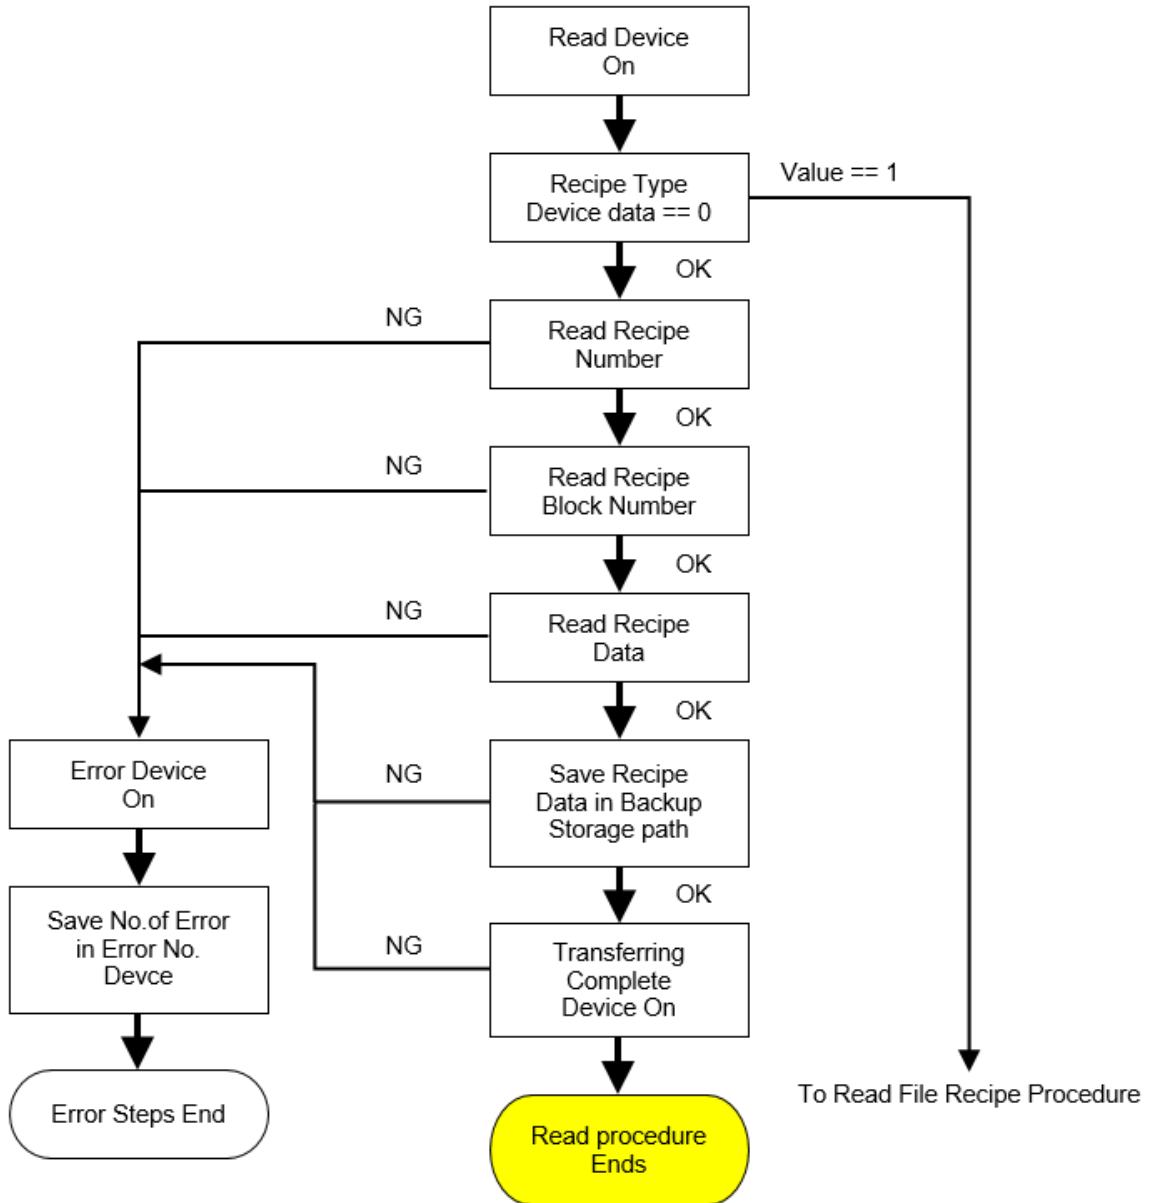 Read Device
On
Value == 1
Recipe Type
Device data == 0
OK
NG
Read Recipe
Number
OK
NG
Read Recipe
Block Number
OK
NG
Read Recipe
Data
OK
Error Device
On
NG
Save Recipe
Data in Backup
Storage path
OK
Save No.of Error
in Error No.
Devce
NG
Transferring
Complete
Device On
Error Steps End
To Read File Recipe Procedure
Read procedure
Ends